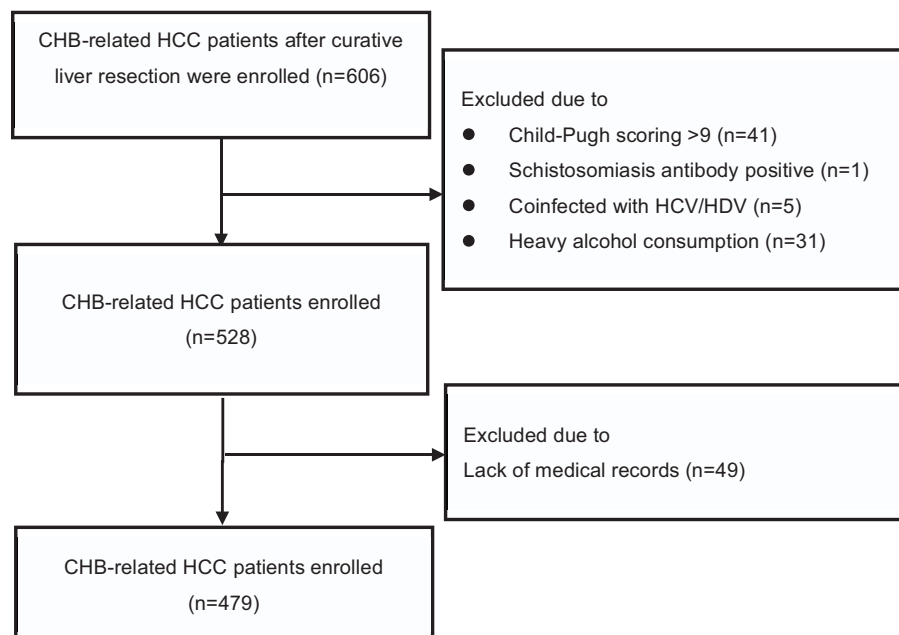 CHB-related HCC patients after curative
liver resection were enrolled (n=606)
Excluded due to
● Child-Pugh scoring >9 (n=41)
● Schistosomiasis antibody positive (n=1)
● Coinfected with HCV/HDV (n=5)
● Heavy alcohol consumption (n=31)
CHB-related HCC patients enrolled
(n=528)
Excluded due to
Lack of medical records (n=49)
CHB-related HCC patients enrolled
(n=479)